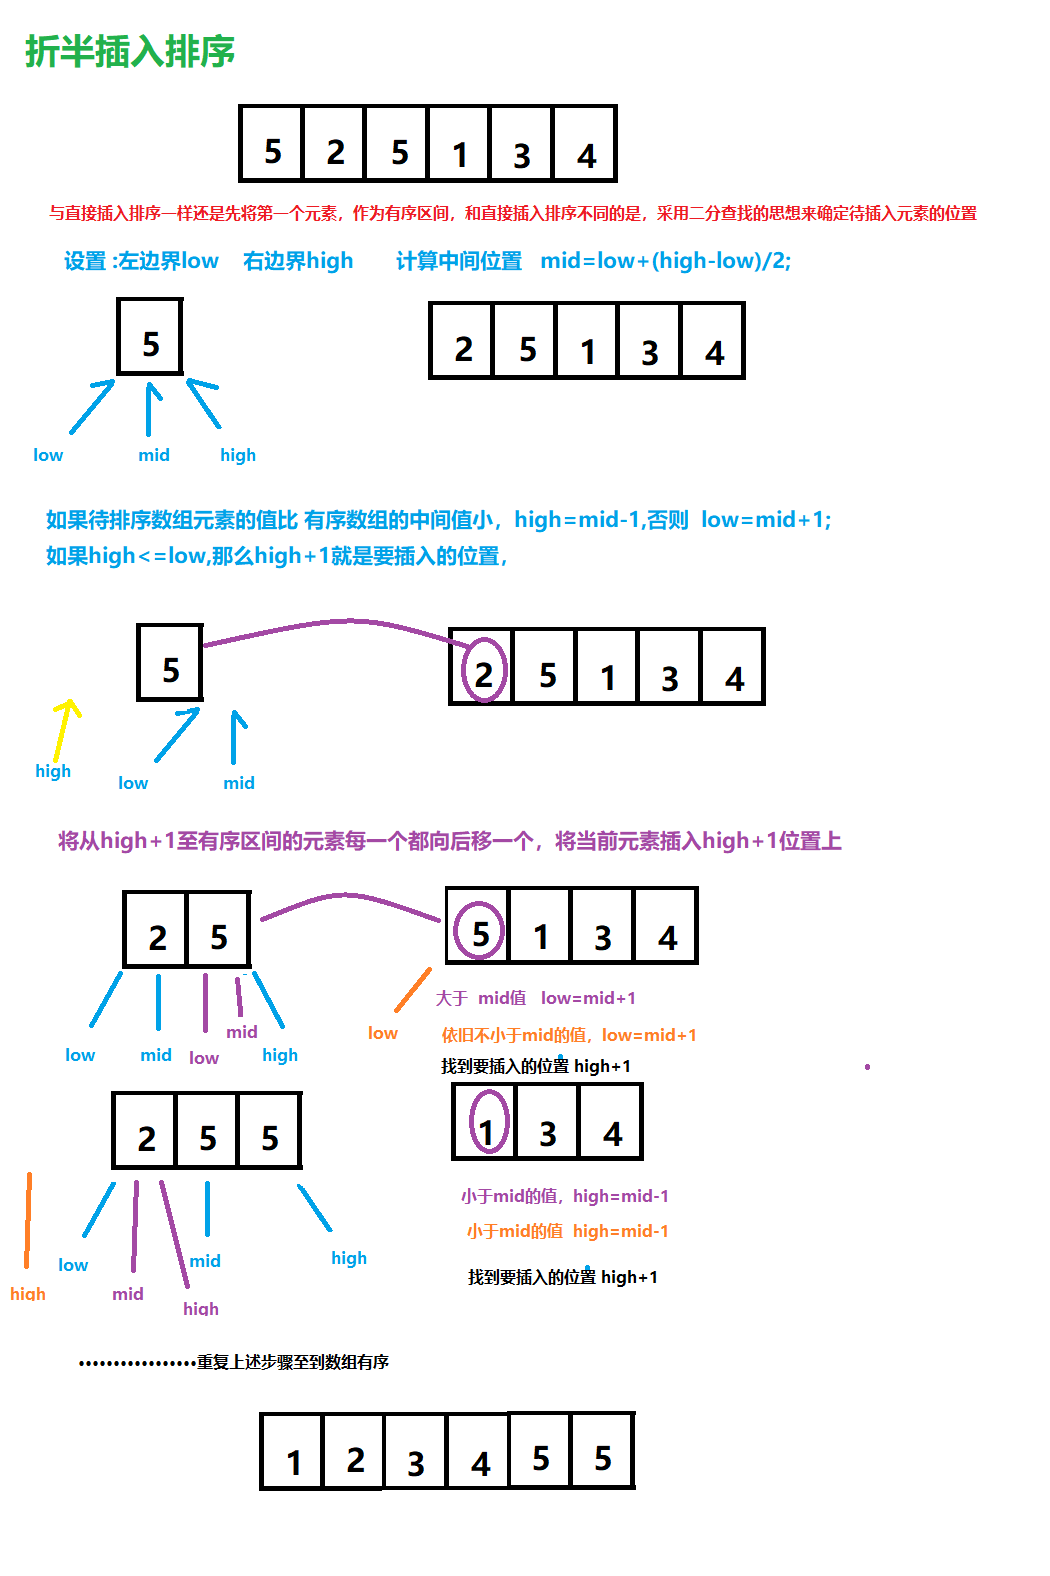 折半插入排序
5 2 5 1 3 4
与直接插入排序一样还是先将第一个元素，作为有序区间，和直接插入排序不同的是，采用二分查找的思想来确定待插入元素的位置
设置 :左边界low 右边界high 计算中间位置 mid=low+(high-low)/2;
5 2 5 1 3 4
low mid high
如果待排序数组元素的值比 有序数组的中间值小，high=mid-1,否则 low=mid+1;
如果high<=low,那么high+1就是要插入的位置，
5 2 5 1 3 4
high low mid
将从high+1至有序区间的元素每一个都向后移一个，将当前元素插入high+1位置上
2 5 5 1 3 4
大于 mid值 low=mid+1
low mid low mid high low 依旧不小于mid的值，low=mid+1
找到要插入的位置 high+1
2 5 5 1 3 4
小于mid的值，high=mid-1
小于mid的值 high=mid-1
low mid high
找到要插入的位置 high+1
high mid high
•••••••••••••••••重复上述步骤至到数组有序
1 2 3 4 5 5